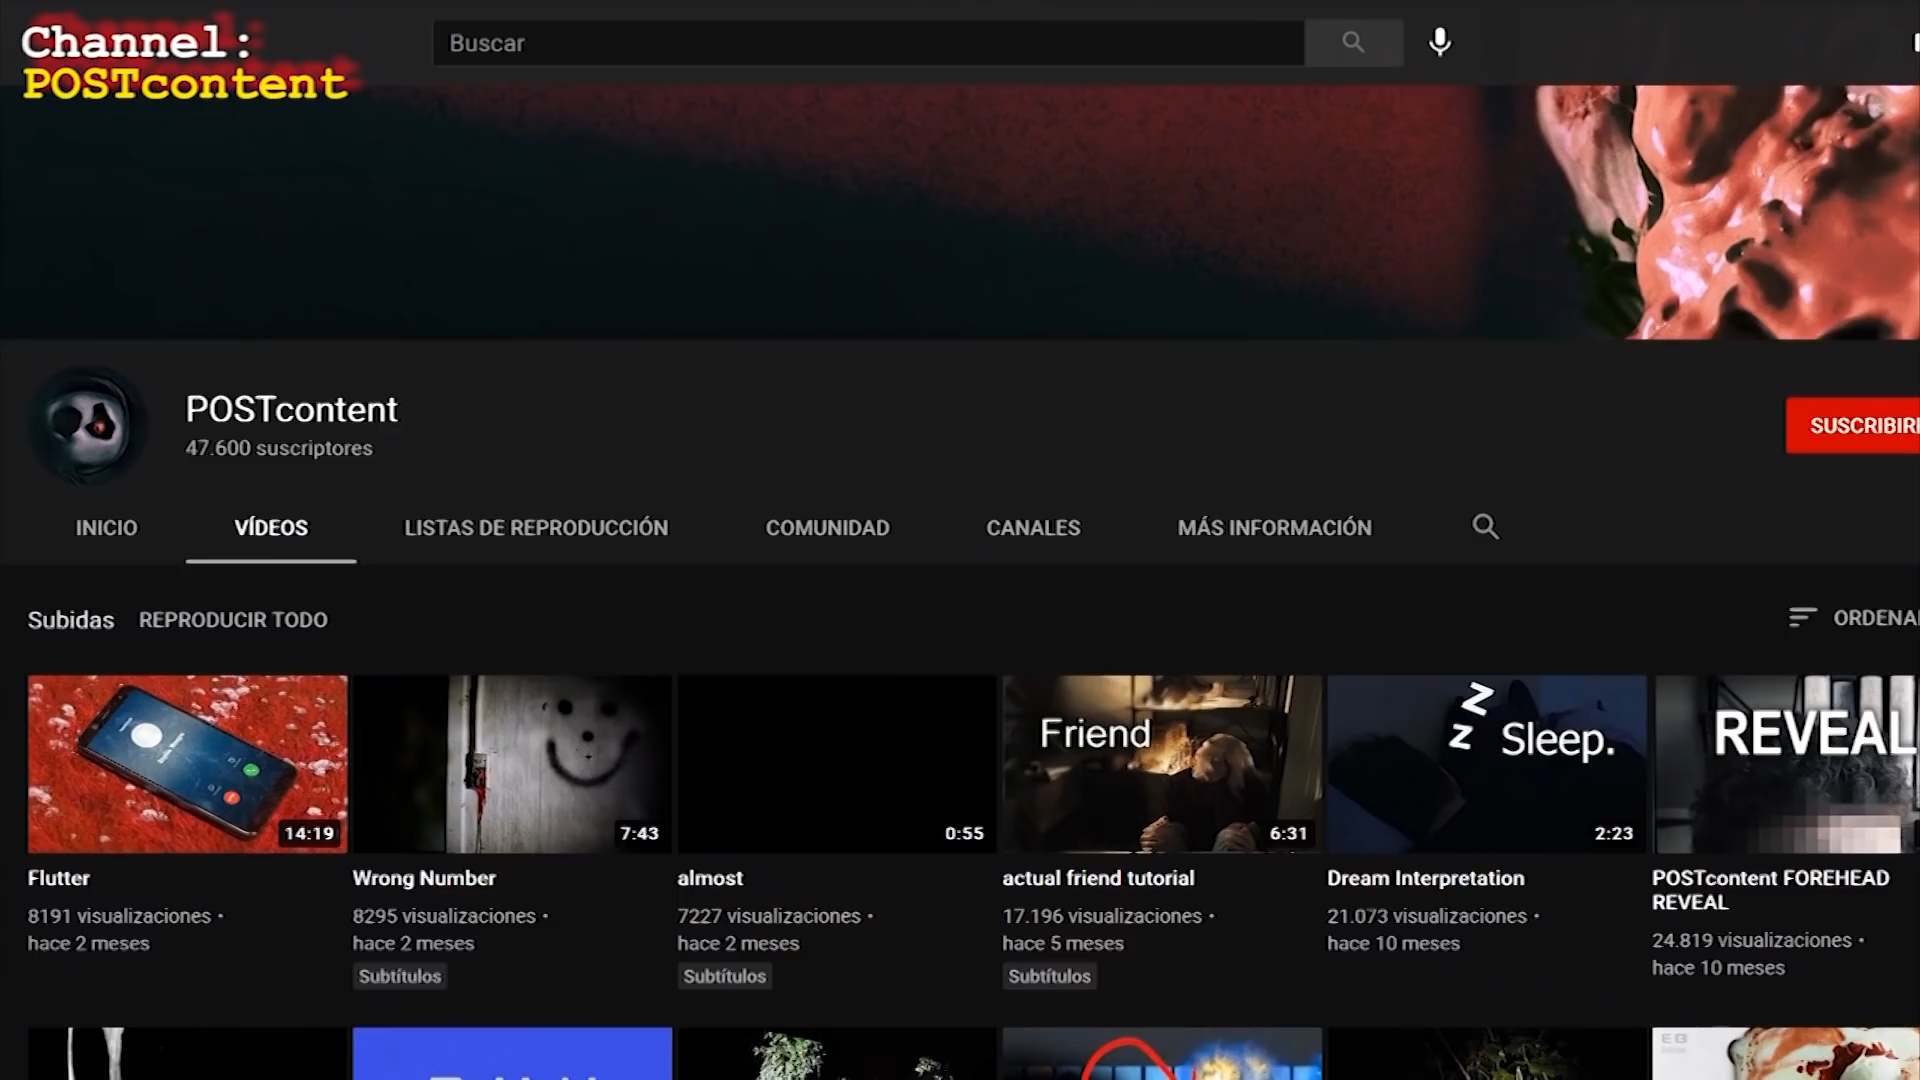 Channel:
POSTcontent
Buscar
POSTcontent
47.600 suscriptores
SUSCRIBIR
INICIO
VÍDEOS
LISTAS DE REPRODUCCIÓN
COMUNIDAD
CANALES
MÁS INFORMACIÓN
Subidas
REPRODUCIR TODO
ORDENA
14:19
7:43
0:55
Friend
6:31
z
z Sleep.
2:23
REVEAL
Flutter
8191 visualizaciones •
hace 2 meses
Wrong Number
8295 visualizaciones •
hace 2 meses
Subtítulos
almost
7227 visualizaciones •
hace 2 meses
Subtítulos
actual friend tutorial
17.196 visualizaciones •
hace 5 meses
Subtítulos
Dream Interpretation
21.073 visualizaciones •
hace 10 meses
POSTcontent FOREHEAD
REVEAL
24.819 visualizaciones •
hace 10 meses